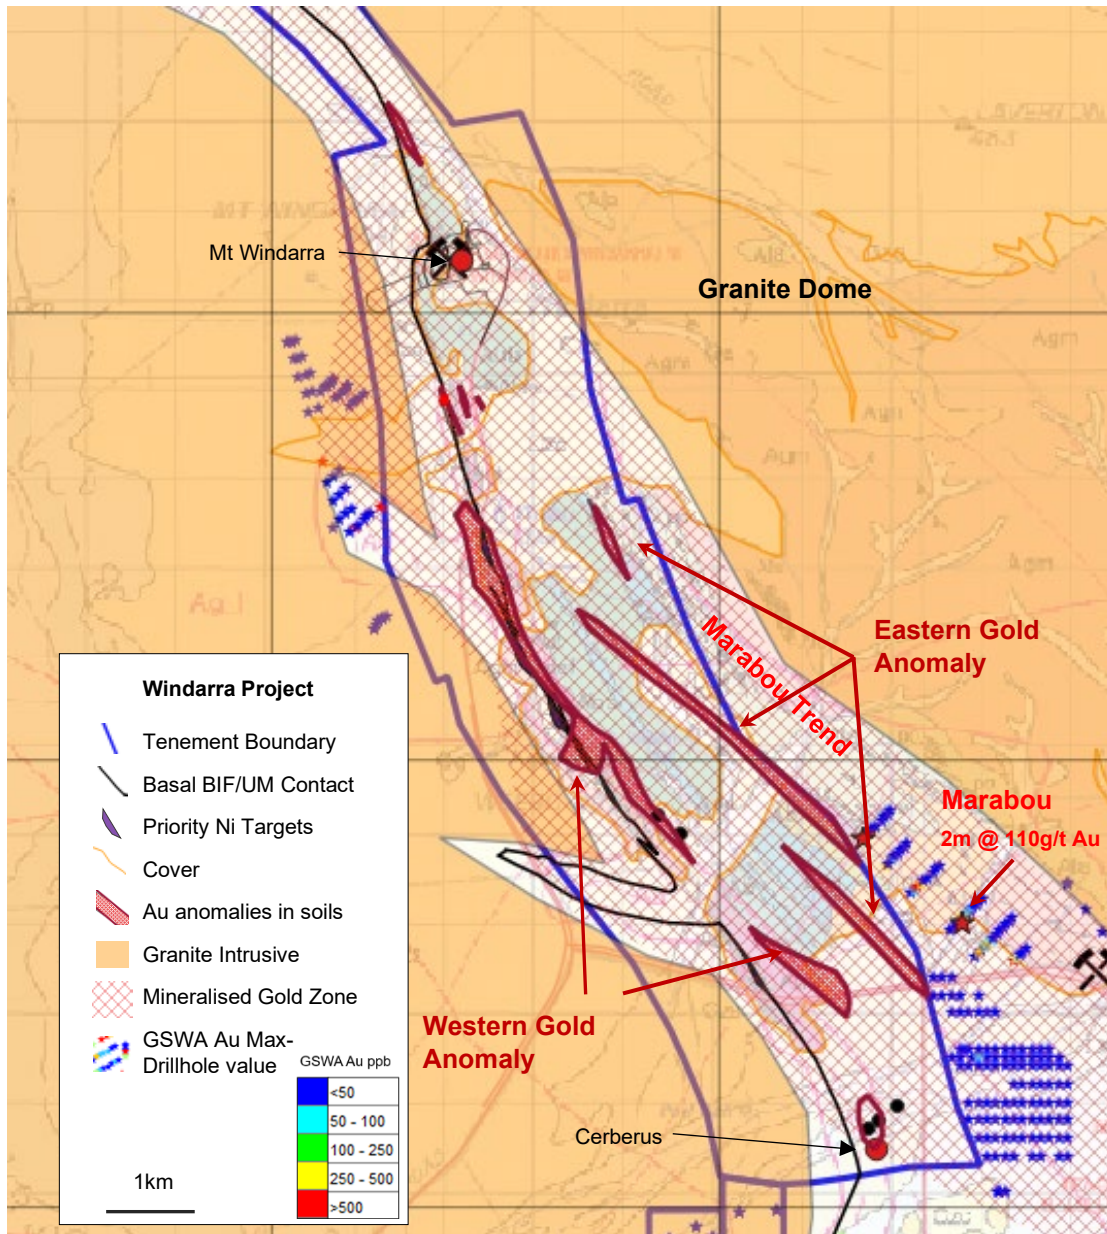 Mt Windarra
Granite Dome
Agm
Agm
Eastern Gold
Anomaly
Marabou Trend
Marabou
2m @ 110g/t Au
Western Gold
Anomaly
Cerberus
Windarra Project
Tenement Boundary
Basal BIF/UM Contact
Priority Ni Targets
Cover
Au anomalies in soils
Granite Intrusive
Mineralised Gold Zone
GSWA Au Max-
Drillhole value
GSWA Au ppb
<50
50 - 100
100 - 250
250 - 500
>500
1km